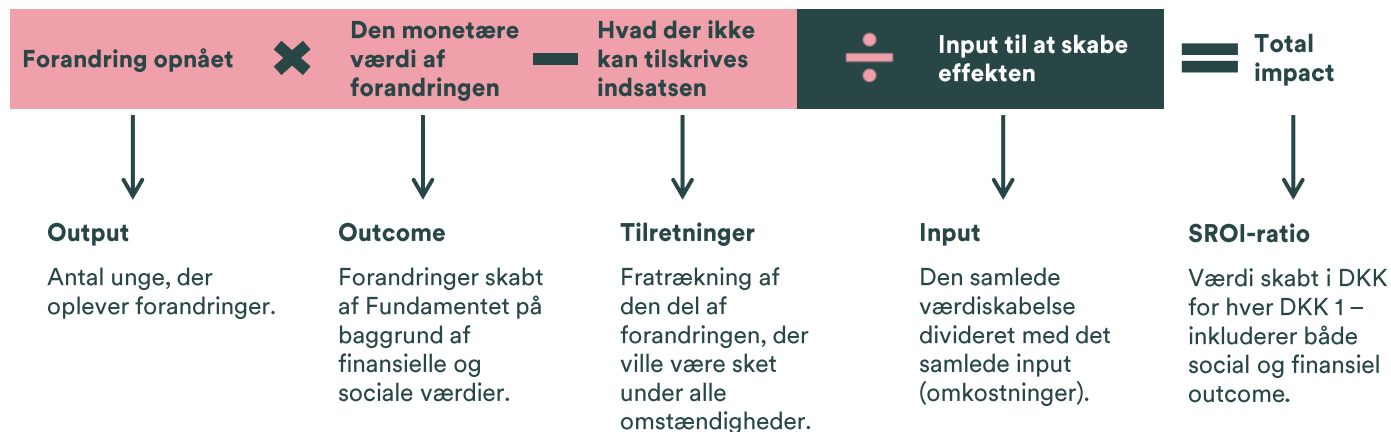 Forandring opnået
Den monetære
værdi af
forandringen
Hvad der ikke
kan tilskrives
indsatsen
Input til at skabe
effekten
Total
impact
Output
Antal unge, der
oplever forandringer.
Outcome
Forandringer skabt
af Fundamentet på
baggrund af
finansielle og
sociale værdier.
Tilretninger
Fratrækning af
den del af
forandringen, der
ville være sket
under alle
omstændigheder.
Input
Den samlede
værdiskabelse
divideret med det
samlede input
(omkostninger).
SROI-ratio
Værdi skabt i DKK
for hver DKK 1 –
inkluderer både
social og finansiel
outcome.